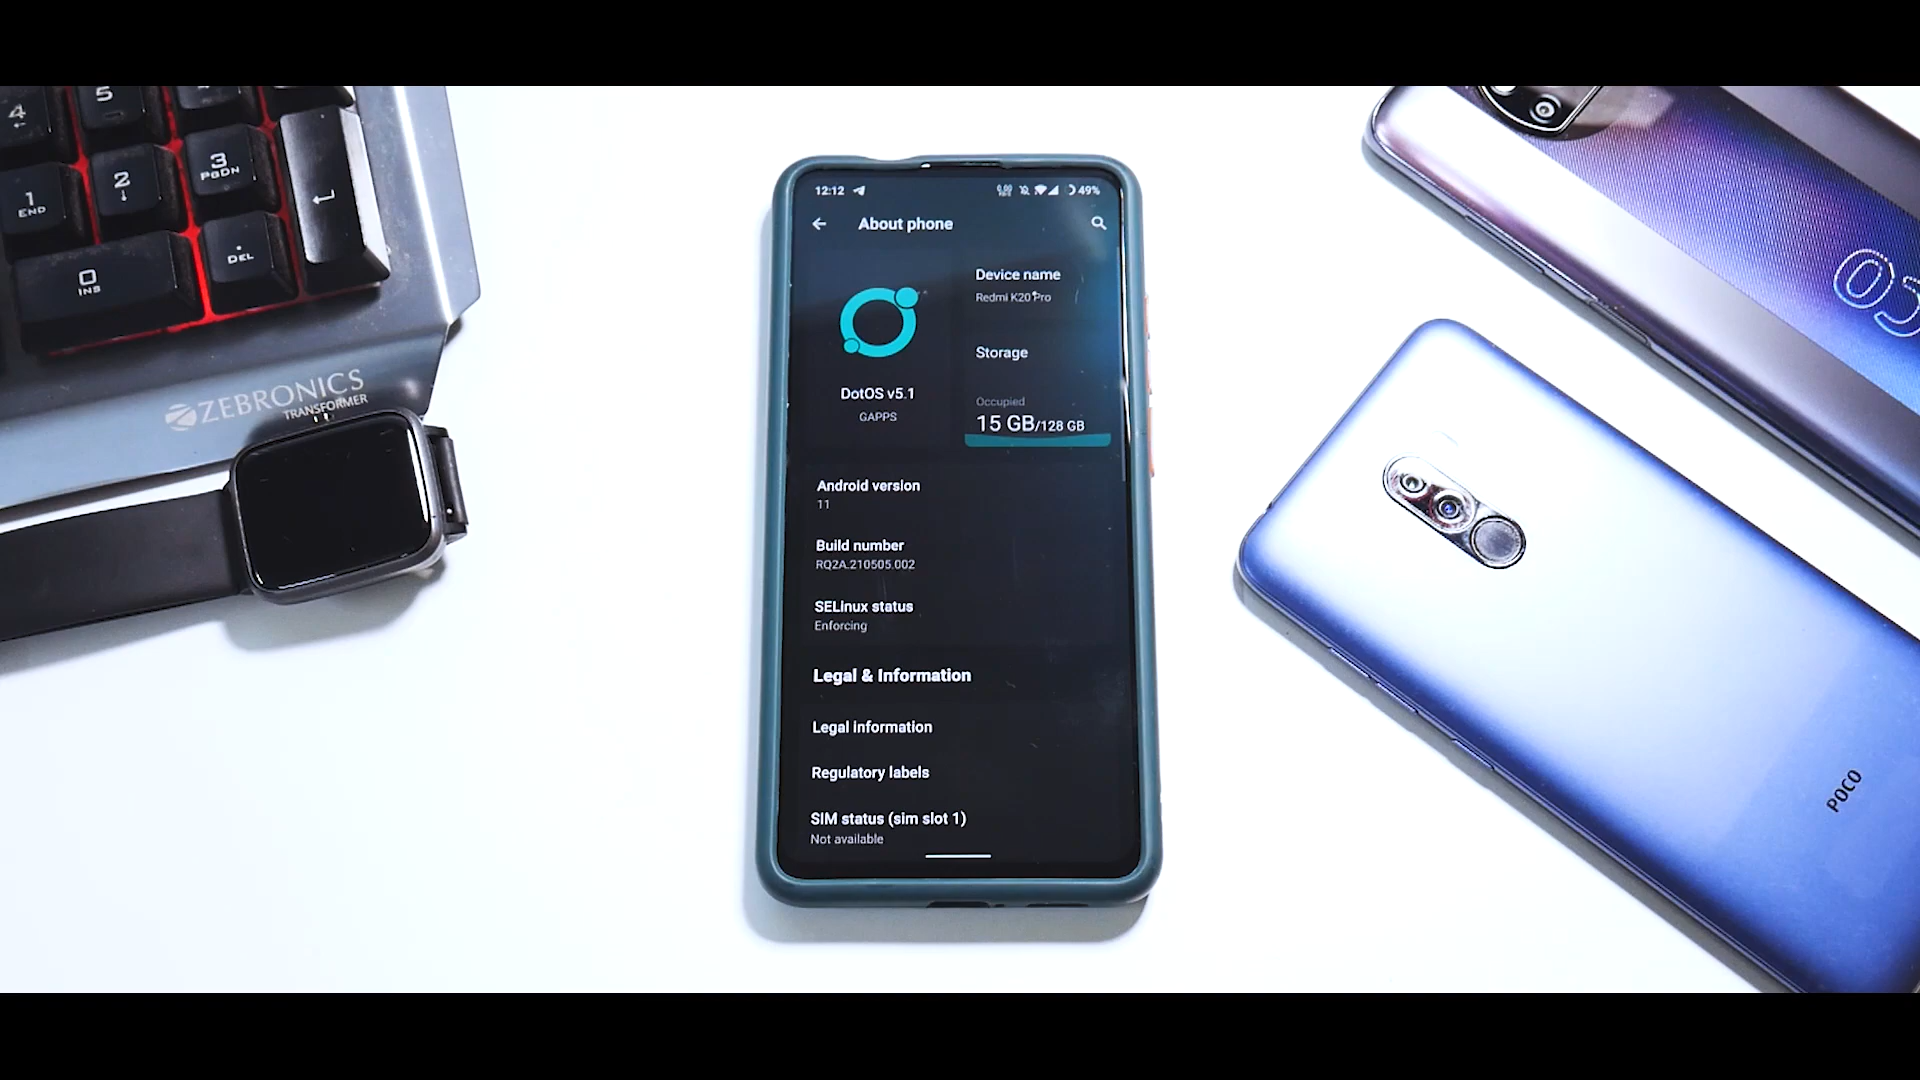 4
5
1
END
2
3
PGDN
0
INS
DEL
ZEBRONICS
TRANSFORMER
12:12
49%
About phone
Device name
Redmi K20 Pro
Storage
DotOS v5.1
GAPPS
Occupied
15 GB/128 GB
Android version
11
Build number
RQ2A.210505.002
SELinux status
Enforcing
Legal & Information
Legal information
Regulatory labels
SIM status (sim slot 1)
Not available
POCO